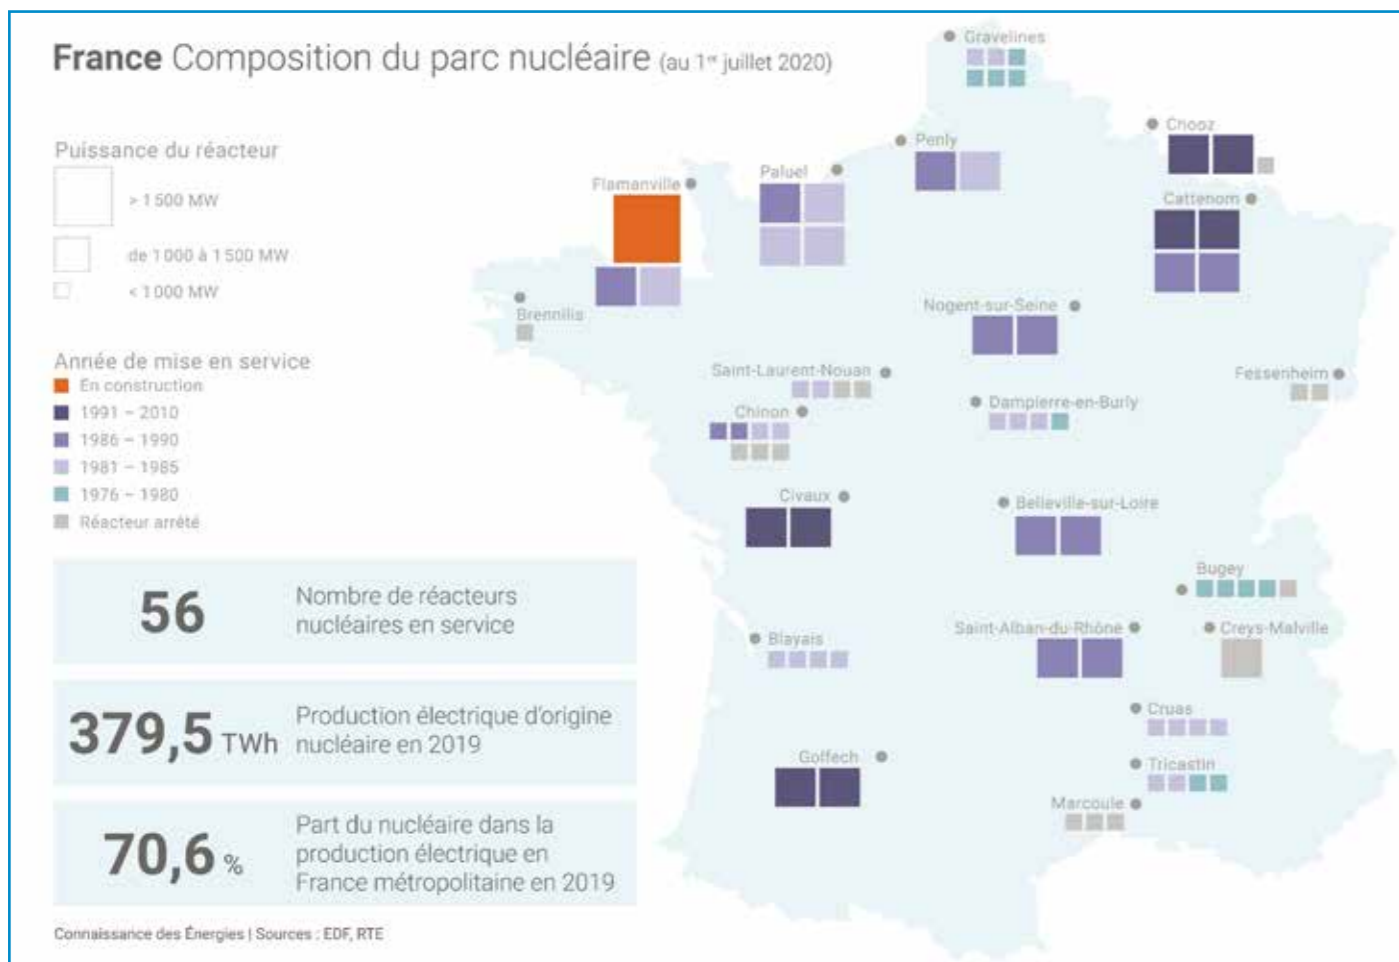 France Composition du parc nucléaire (au 1er juillet 2020)
Puissance du réacteur
> 1 500 MW
de 1 000 à 1 500 MW
< 1 000 MW
Année de mise en service
En construction
1991 – 2010
1986 – 1990
1981 – 1985
1976 – 1980
Réacteur arrêté
56
Nombre de réacteurs
nucléaires en service
379,5 TWh
Production électrique d'origine
nucléaire en 2019
70,6 %
Part du nucléaire dans la
production électrique en
France métropolitaine en 2019
Connaissance des Énergies | Sources : EDF, RTE
Gravelines
Chooz
Penly
Paluel
Flamanville
Cattenom
Brennilis
Nogent-sur-Seine
Saint-Laurent-Nouan
Fessenheim
Dampierre-en-Burly
Chinon
Civaux
Belleville-sur-Loire
Bugey
Blayais
Saint-Alban-du-Rhône
Creys-Malville
Cruas
Golfech
Tricastin
Marcoule